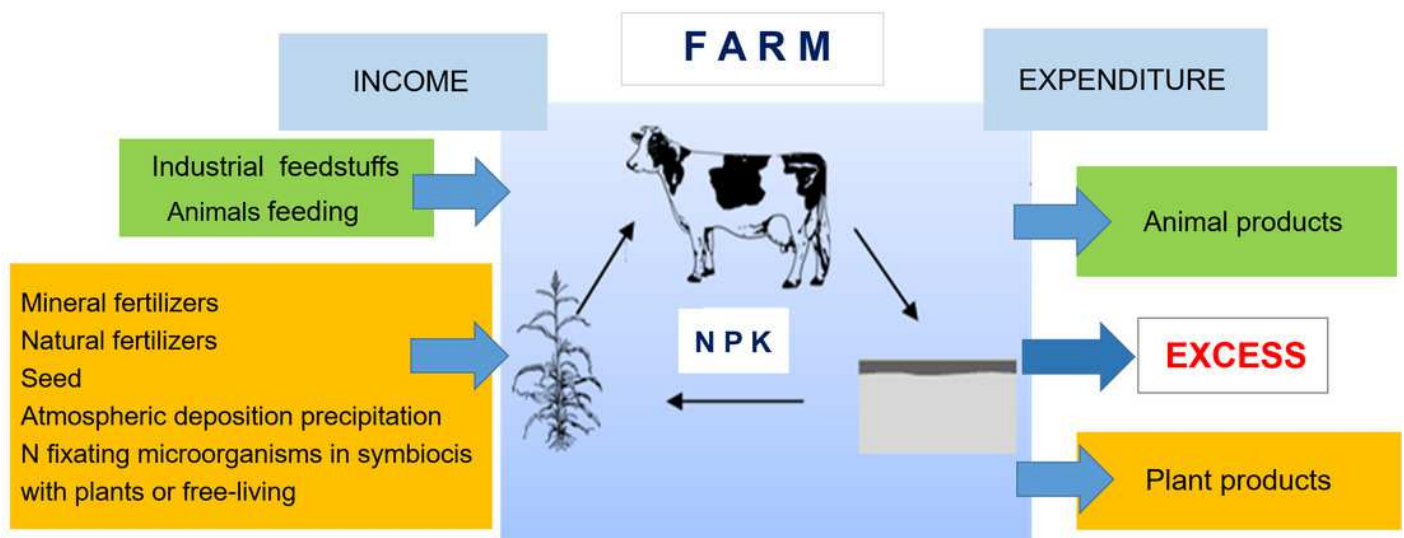 FARM
INCOME
EXPENDITURE
Industrial feedstuffs
Animals feeding
Mineral fertilizers
Natural fertilizers
Seed
Atmospheric deposition precipitation
N fixating microorganisms in symbiocis
with plants or free-living
NPK
Animal products
EXCESS
Plant products